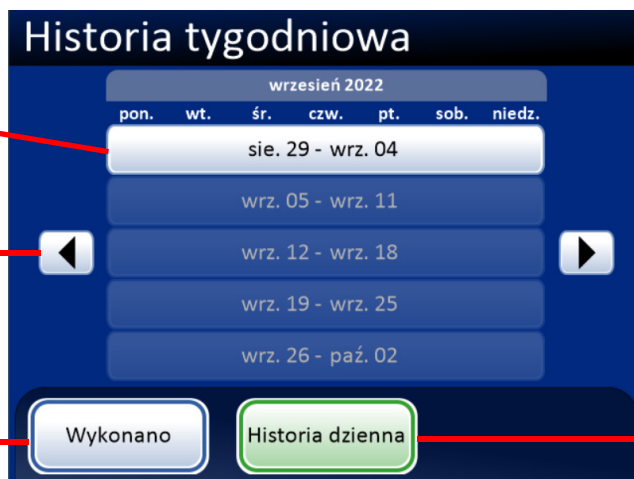 Historia tygodniowa
wrzesień 2022
pon. wt. śr. czw. pt. sob. niedz.
sie. 29 - wrz. 04
wrz. 05 - wrz. 11
wrz. 12 - wrz. 18
wrz. 19 - wrz. 25
wrz. 26 - paź. 02
Wykonano
Historia dzienna